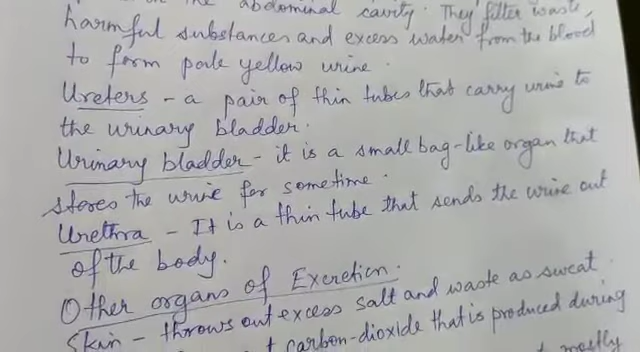 the abdominal cavity. They filter waste,
harmful substances and excess water from the blood
to form pale yellow urine.
Ureters - a pair of thin tubes that carry urine to
the urinary bladder.
Urinary bladder - it is a small bag-like organ that
stores the urine for sometime.
Urethra - It is a thin tube that sends the urine out
of the body.
Other organs of Excretion.
Skin - throws out excess salt and waste as sweat.
carbon-dioxide that is produced during
mostly